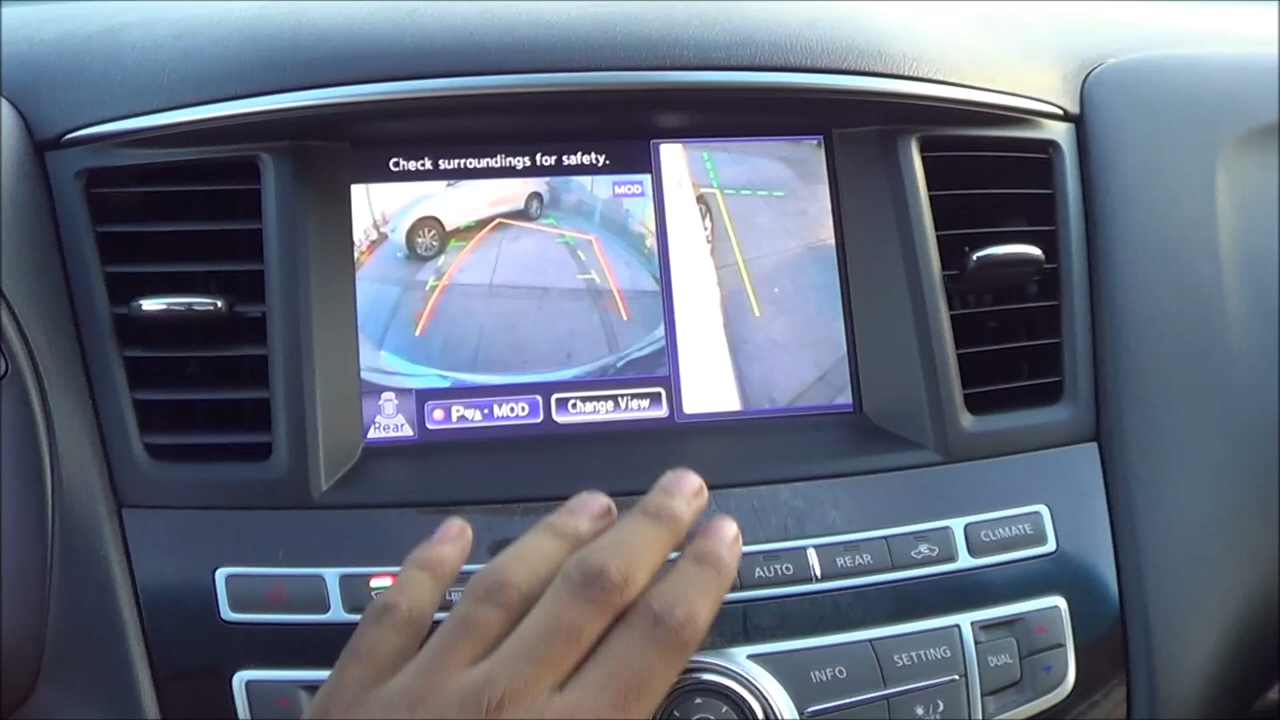 Check surroundings for safety.
MOD
Rear
P · MOD
Change View
AUTO
REAR
CLIMATE
INFO
SETTING
DUAL